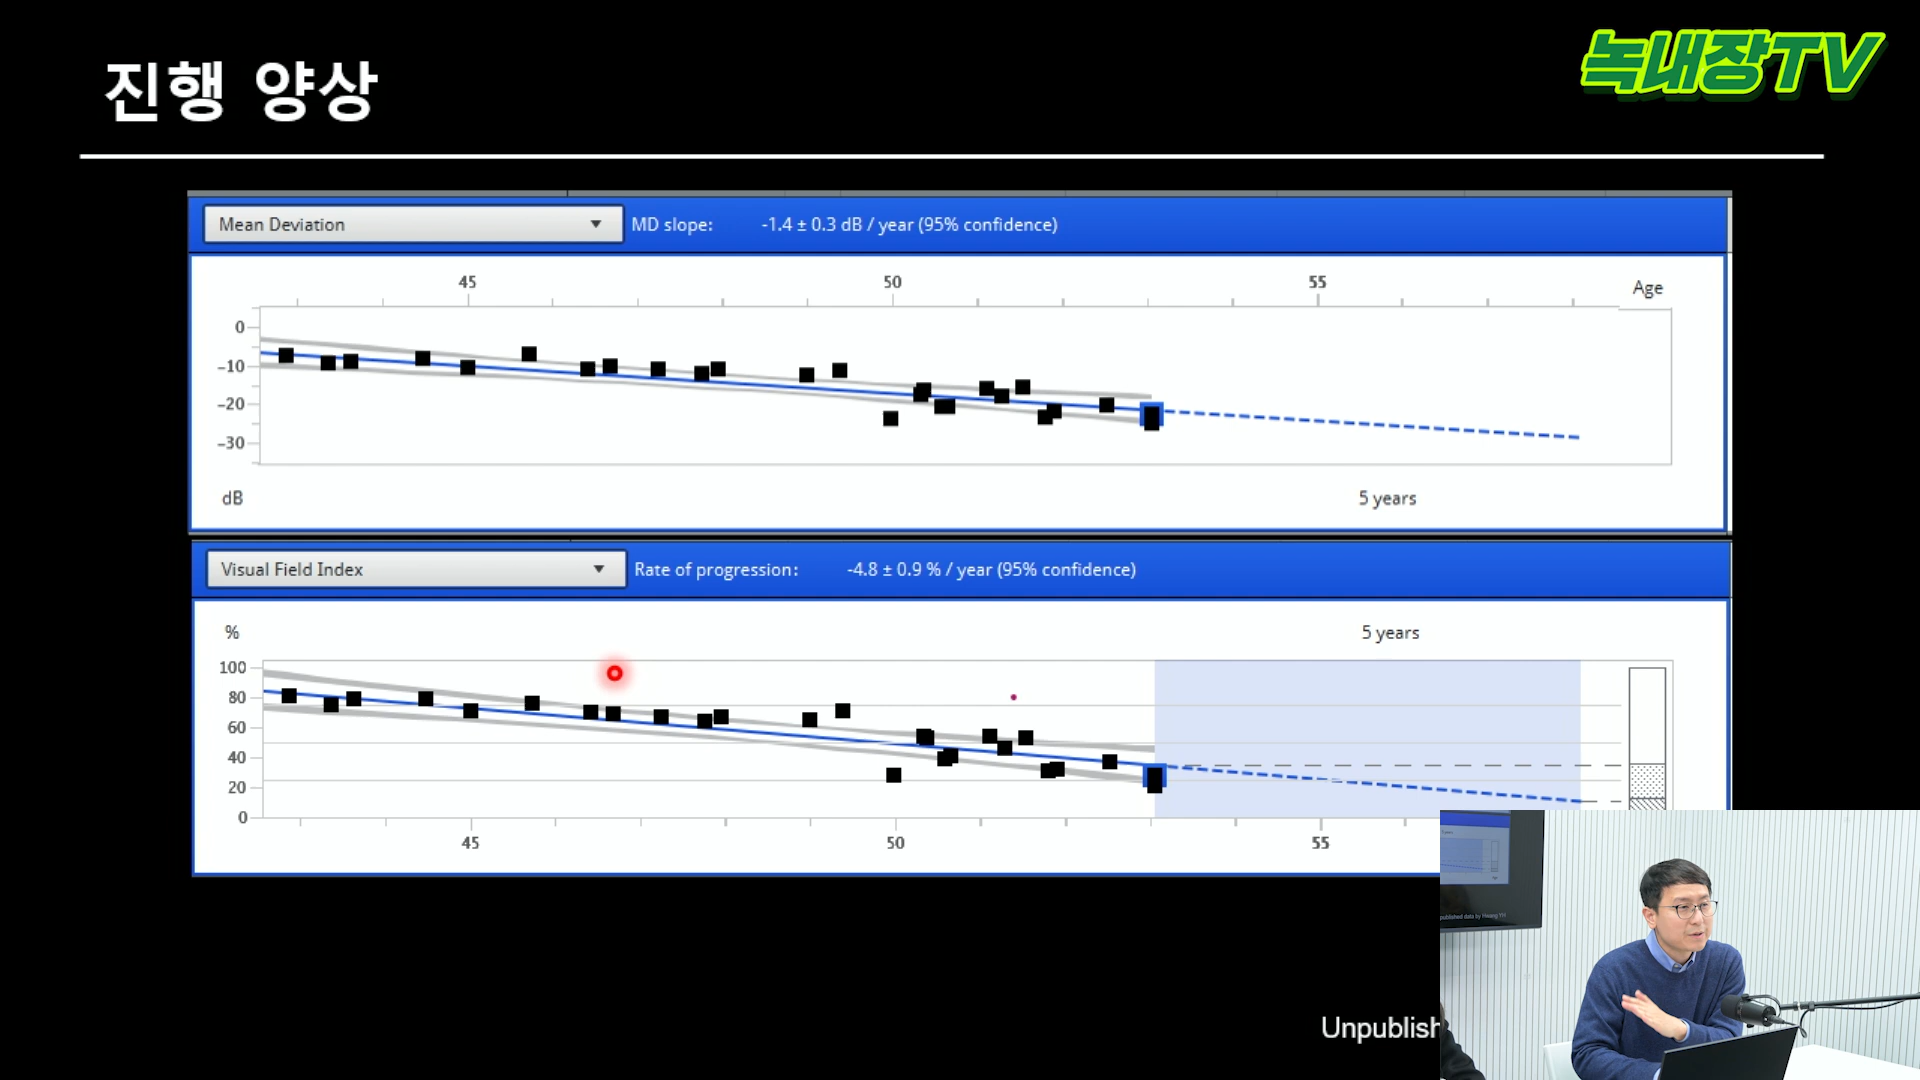 진행 양상
녹내장TV
Mean Deviation
MD slope: -1.4 ± 0.3 dB / year (95% confidence)
45 50 55 Age
0
-10
-20
-30
dB 5 years
Visual Field Index
Rate of progression: -4.8 ± 0.9 % / year (95% confidence)
% 5 years
100
80
60
40
20
0
45 50 55
Unpublish